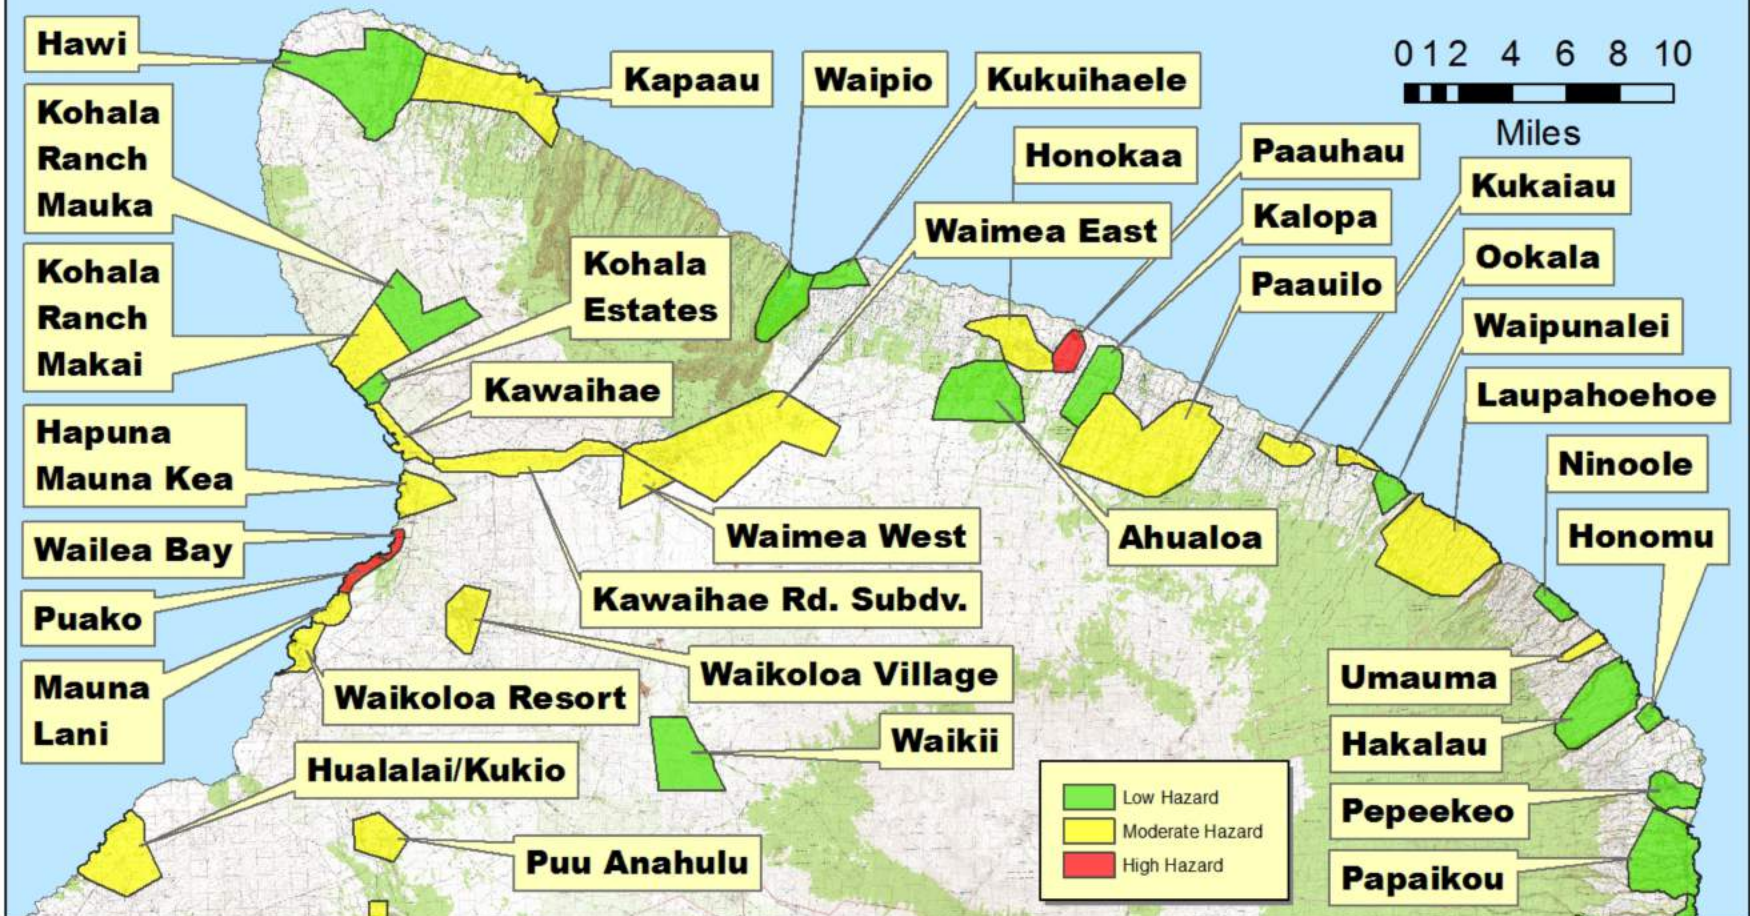 Hawi
Kohala
Ranch
Mauka
Kohala
Ranch
Makai
Hapuna
Mauna Kea
Wailea Bay
Puako
Mauna
Lani
Kapaau
Waipio
Kukuihaele
Honokaa
Waimea East
Kohala
Estates
Kawaihae
Paauhau
Kalopa
Paauilo
0 1 2 4 6 8 10
Miles
Kukaiau
Ookala
Waipunalei
Laupahoehoe
Ninoole
Honomu
Waimea West
Ahualoa
Kawaihae Rd. Subdv.
Waikoloa Village
Waikoloa Resort
Waikii
Hualalai/Kukio
Puu Anahulu
Umauma
Hakalau
Pepeekeo
Papaikou
Low Hazard
Moderate Hazard
High Hazard